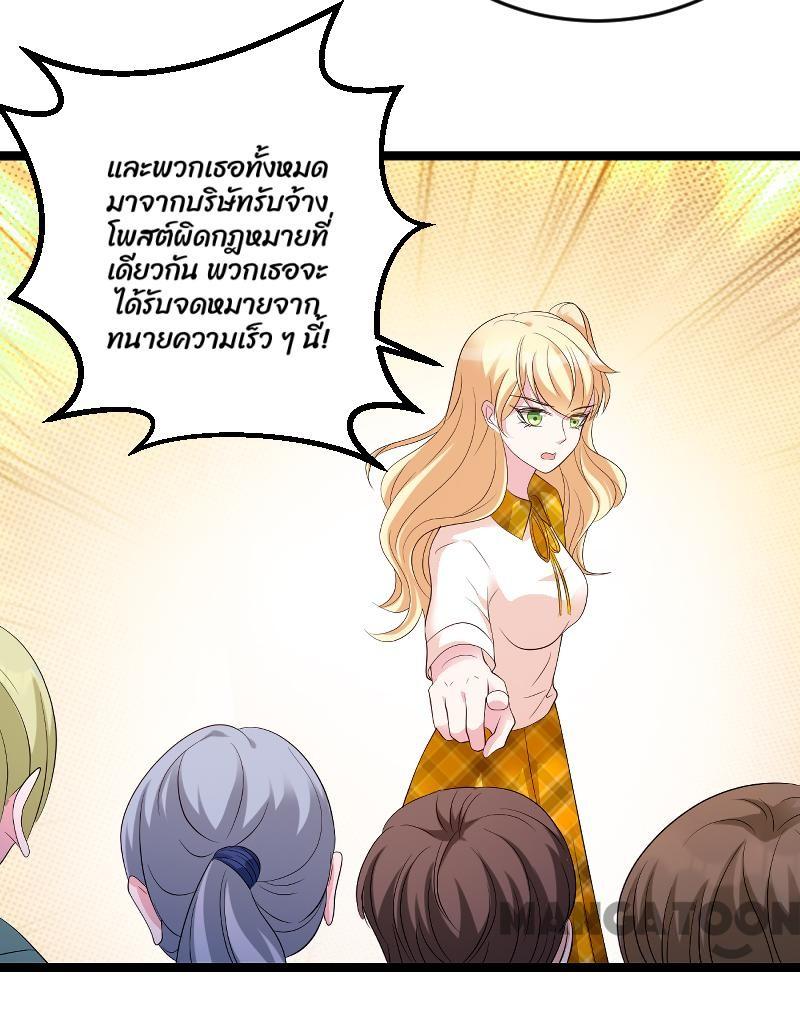 และพวกเธอทั้งหมด
มาจากบริษัทรับจ้าง
โพสต์ผิดกฎหมายที่
เดียวกัน พวกเธอจะ
ได้รับจดหมายจาก
ทนายความเร็ว ๆ นี้!
MANGATOON